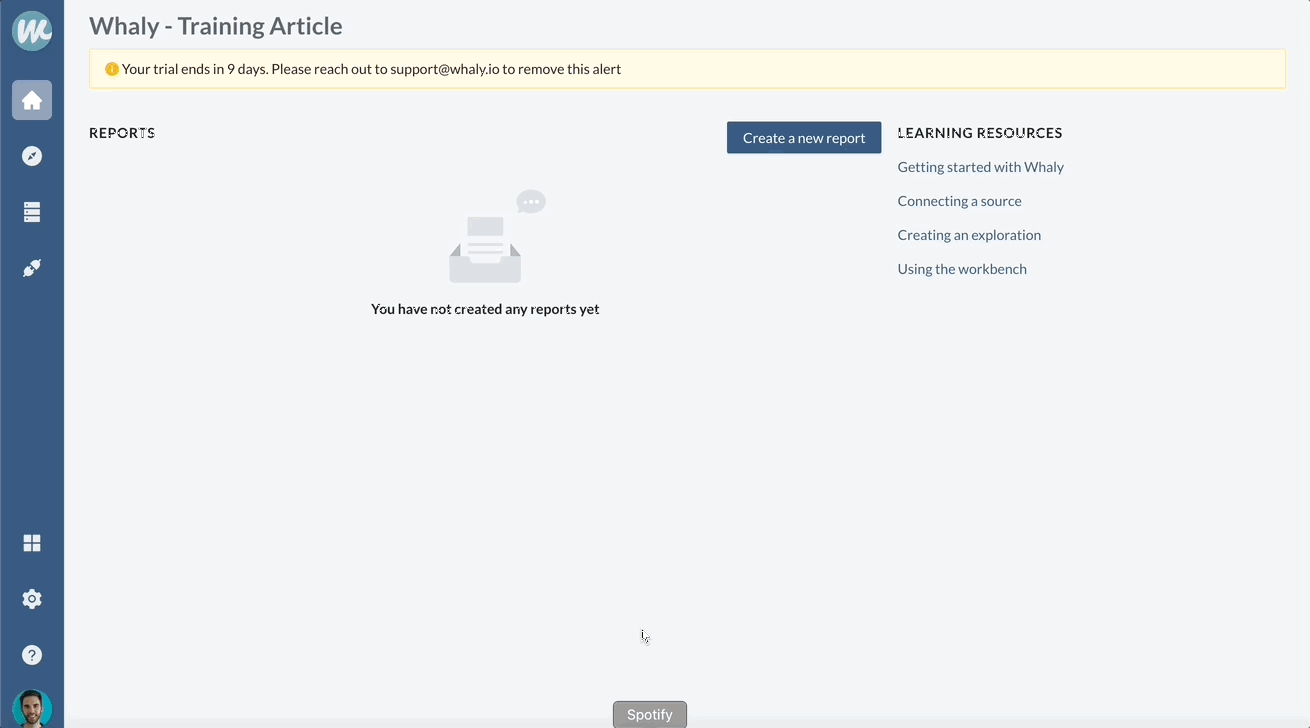 Whaly - Training Article
Your trial ends in 9 days. Please reach out to support@whaly.io to remove this alert
REPORTS
Create a new report
You have not created any reports yet
LEARNING RESOURCES
Getting started with Whaly
Connecting a source
Creating an exploration
Using the workbench
Spotify